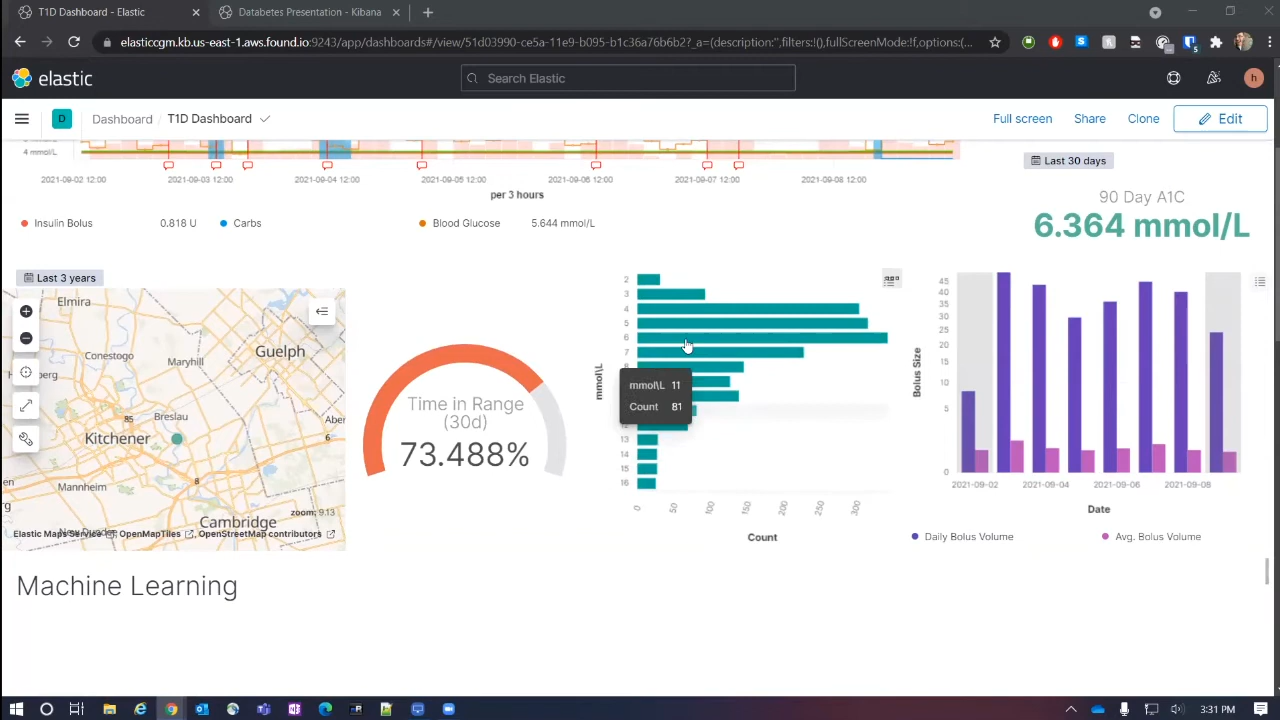 T1D Dashboard - Elastic
Databetes Presentation - Kibana
elasticcgm.kb.us-east-1.aws.found.io:9243/app/dashboards#/view/51d03990-ce5a-11e9-b095-b1c36a76b6b2?_a=(description:'',filters:!(),fullScreenMode:!f,options:(...
elastic
Search Elastic
h
D
Dashboard / T1D Dashboard
Full screen
Share
Clone
Edit
4 mmol/L
2021-09-02 12:00
2021-09-03 12:00
2021-09-04 12:00
2021-09-05 12:00
2021-09-06 12:00
2021-09-07 12:00
2021-09-08 12:00
per 3 hours
Insulin Bolus 0.818 U
Carbs
Blood Glucose 5.644 mmol/L
Last 30 days
90 Day A1C
6.364 mmol/L
Last 3 years
Elmira
Conestogo
Maryhill
Guelph
85
Breslau
Kitchener
Aber
6
8
Mannheim
Cambridge
zoom: 9.13
Elastic Maps Service, OpenMapTiles, OpenStreetMap contributors
Time in Range
(30d)
73.488%
mmol\L
2
3
4
5
6
7
8
mmol\L 11
Count 81
12
13
14
15
16
0
50
100
150
200
250
300
Count
Bolus Size
45
40
35
30
25
20
15
10
5
0
2021-09-02
2021-09-04
2021-09-06
2021-09-08
Date
Daily Bolus Volume
Avg. Bolus Volume
Machine Learning
3:31 PM